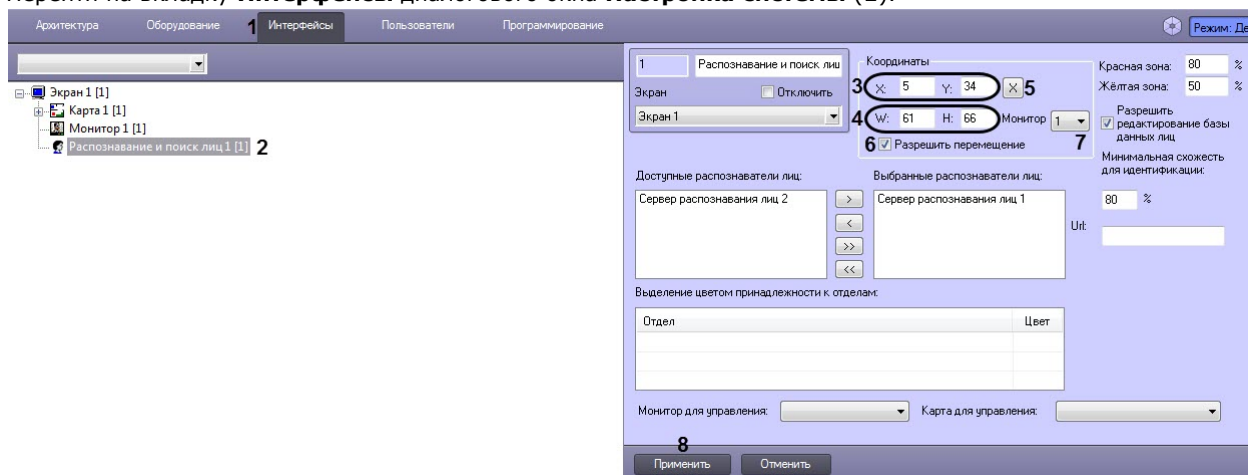 Перейти на вкладку Интерфейсы диалогового окна Настройка системы (1).
Архитектура Оборудование 1 Интерфейсы Пользователи Программирование Режим: Де
Экран 1 [1]
Карта 1 [1]
Монитор 1 [1]
Распознавание и поиск лиц 1 [1] 2
1 Распознавание и поиск лиц
Экран Отключить
Экран 1
Координаты
3 X: 5 Y: 34 X 5
4 W: 61 H: 66 Монитор 1
6 Разрешить перемещение 7
Красная зона: 80 %
Жёлтая зона: 50 %
Разрешить
редактирование базы
данных лиц
Минимальная схожесть
для идентификации:
80 %
Url:
Доступные распознаватели лиц: Выбранные распознаватели лиц:
Сервер распознавания лиц 2 > Сервер распознавания лиц 1
<
>>
<<
Выделение цветом принадлежности к отделам:
Отдел Цвет
Монитор для управления: Карта для управления:
8
Применить Отменить